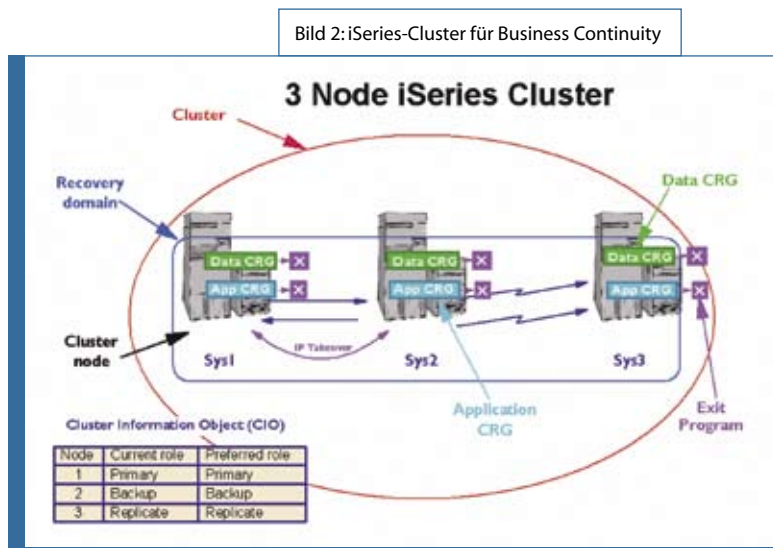 Bild 2: iSeries-Cluster für Business Continuity
3 Node iSeries Cluster
Cluster
Recovery
domain
Data CRG
Data CRG
Data CRG
Data CRG
App CRG
App CRG
App CRG
Cluster
node
IP Takeover
Sys1
Sys2
Sys3
Application
CRG
Exit
Program
Cluster Information Object (CIO)
Node Current role Preferred role
1 Primary Primary
2 Backup Backup
3 Replicate Replicate